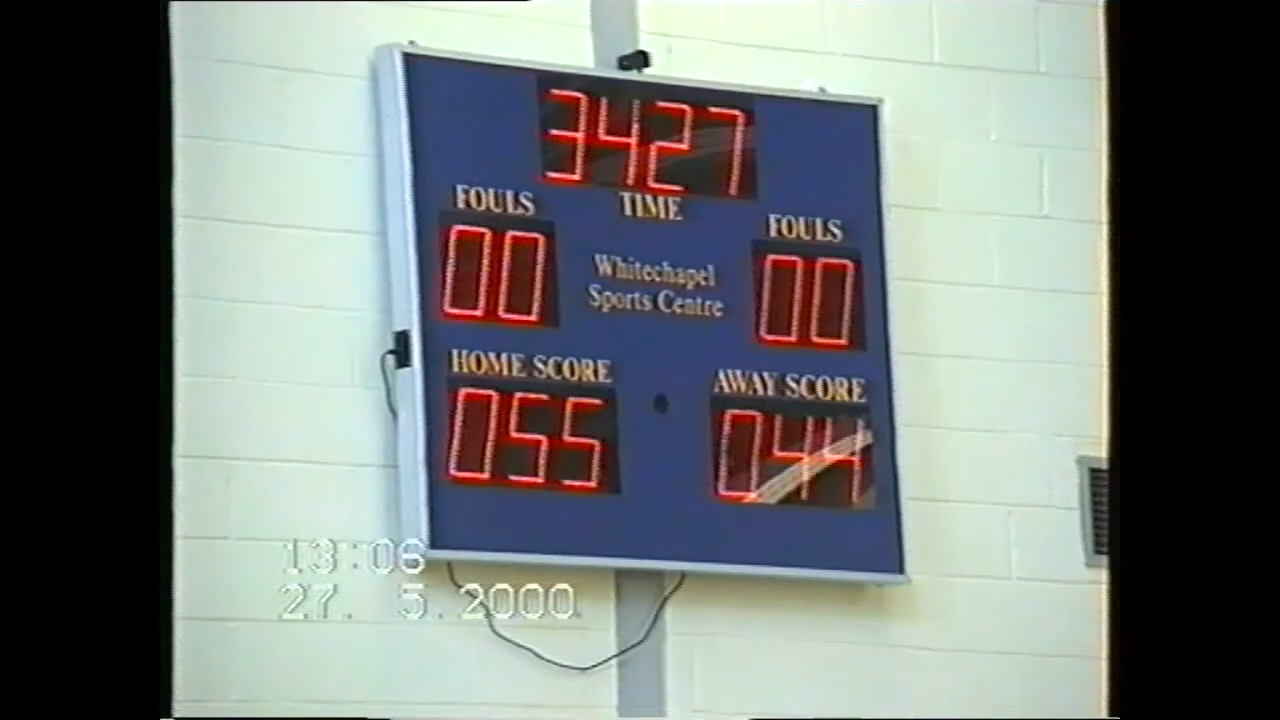 3427
TIME
FOULS
FOULS
00
00
Whitechapel
Sports Centre
HOME SCORE
AWAY SCORE
055
044
13:06
27. 5.2000